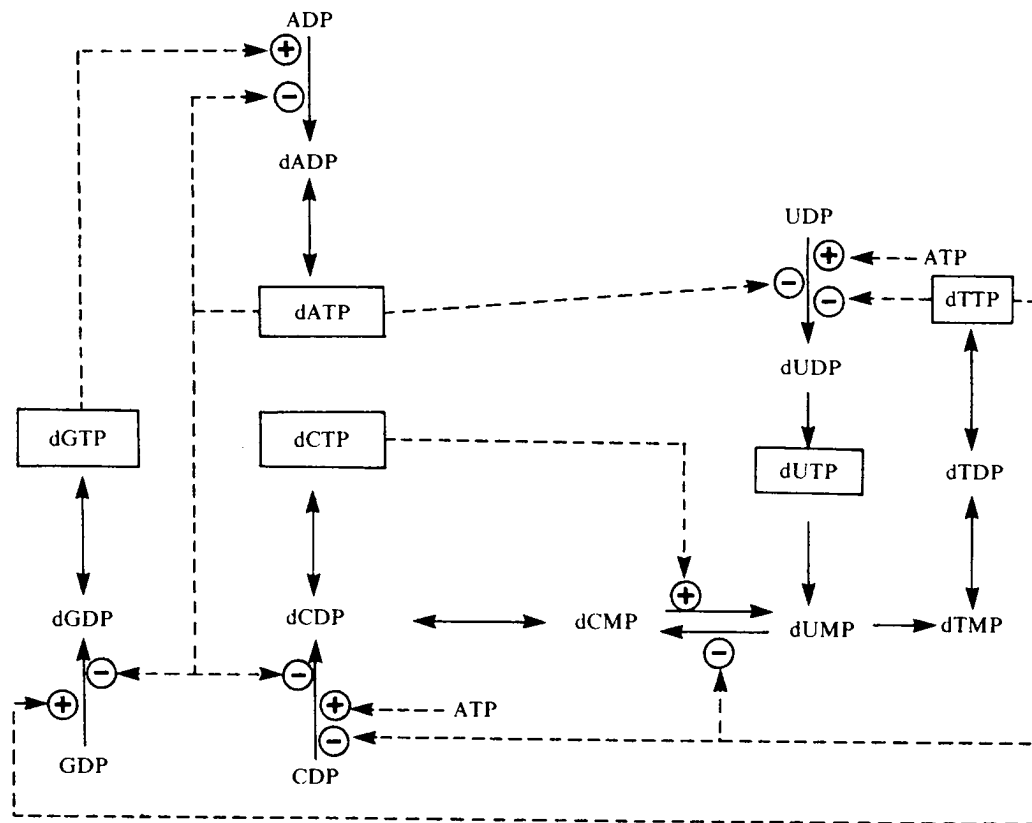 ADP
+
−
dADP
UDP
+
ATP
−
dATP
−
dTTP
dUDP
dGTP
dCTP
dUTP
dTDP
+
dGDP
dCDP
dCMP
dUMP
dTMP
−
−
−
+
+
ATP
−
GDP
CDP